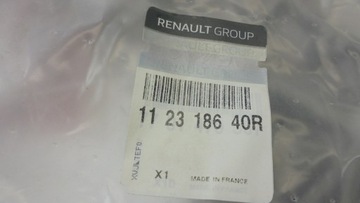 RENAULT GROUP
11 23 186 40R
X1 MADE IN FRANCE